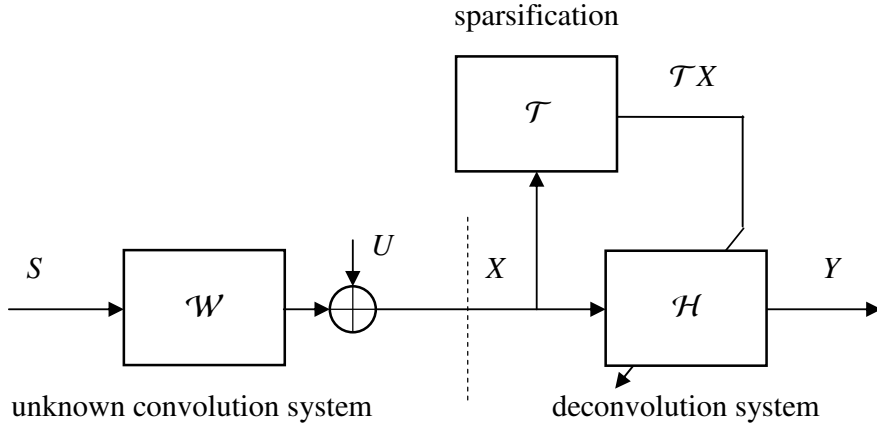 sparsification
𝒯
𝒯X
S
𝒲
U
X
ℋ
Y
unknown convolution system
deconvolution system